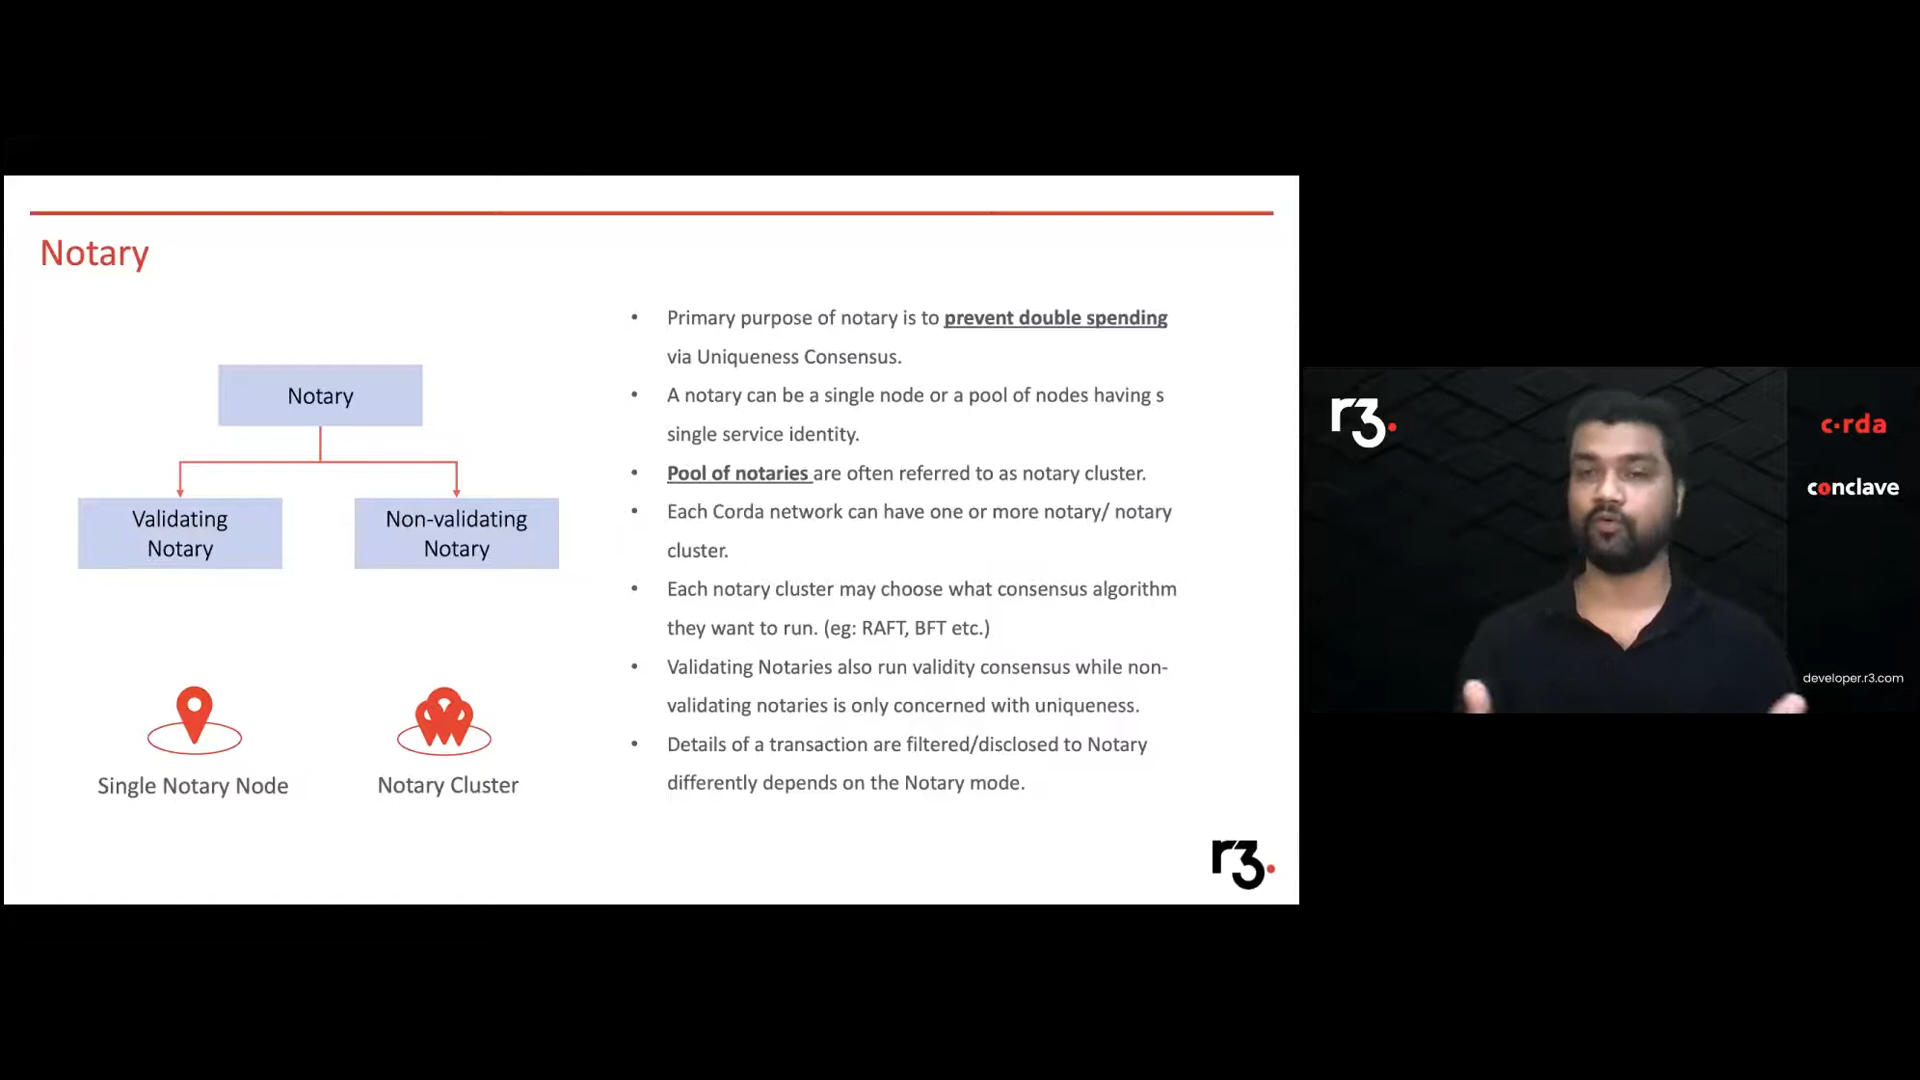 Notary
Notary
Validating
Notary
Non-validating
Notary
Single Notary Node
Notary Cluster
• Primary purpose of notary is to prevent double spending
via Uniqueness Consensus.
• A notary can be a single node or a pool of nodes having s
single service identity.
• Pool of notaries are often referred to as notary cluster.
• Each Corda network can have one or more notary/ notary
cluster.
• Each notary cluster may choose what consensus algorithm
they want to run. (eg: RAFT, BFT etc.)
• Validating Notaries also run validity consensus while non-
validating notaries is only concerned with uniqueness.
• Details of a transaction are filtered/disclosed to Notary
differently depends on the Notary mode.
r3.
r3.
c·rda
conclave
developer.r3.com